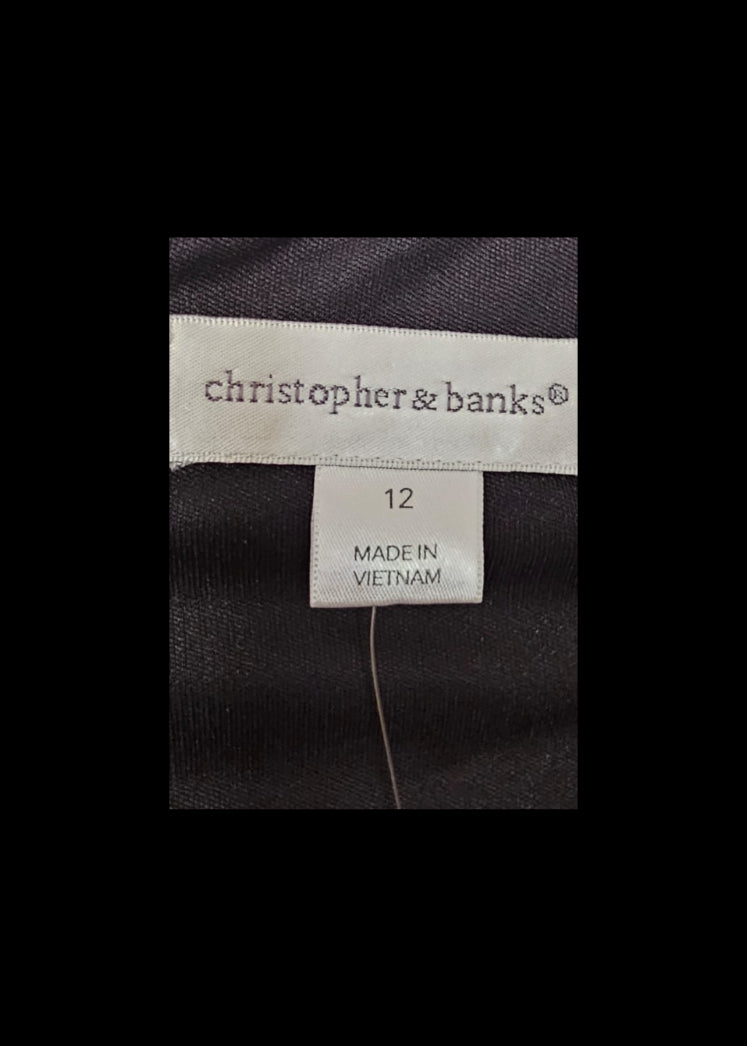 christopher & banks®
12
MADE IN
VIETNAM